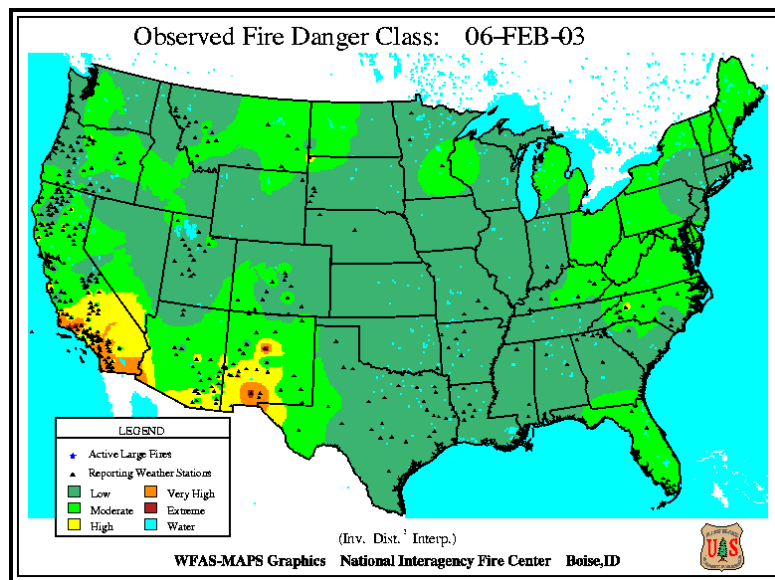 Observed Fire Danger Class: 06-FEB-03
LEGEND
Active Large Fires
Reporting Weather Stations
Low
Very High
Moderate
Extreme
High
Water
(Inv. Dist.² Interp.)
WFAS-MAPS Graphics National Interagency Fire Center Boise,ID
US